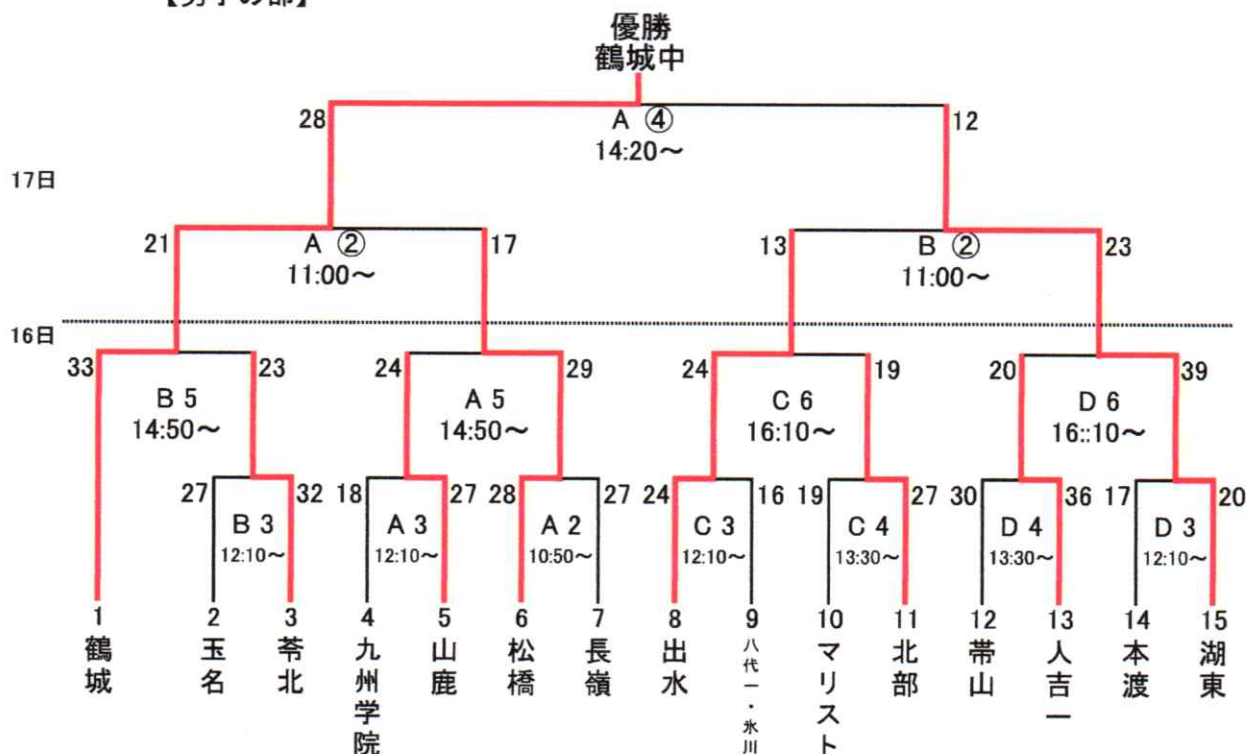 【男子の部】
優勝
鶴城中
28 A ④ 12
14:20～
17日
21 A ② 17 13 B ② 23
11:00～ 11:00～
16日
33 23 24 29 24 19 20 39
B 5 A 5 C 6 D 6
14:50～ 14:50～ 16:10～ 16::10～
27 32 18 27 28 27 24 16 19 27 30 36 17 20
B 3 A 3 A 2 C 3 C 4 D 4 D 3
12:10～ 12:10～ 10:50～ 12:10～ 13:30～ 13:30～ 12:10～
1 2 3 4 5 6 7 8 9 10 11 12 13 14 15
鶴城
玉名
苓北
九州学院
山鹿
松橋
長嶺
出水
八代一・氷川
マリスト
北部
帯山
人吉一
本渡
湖東